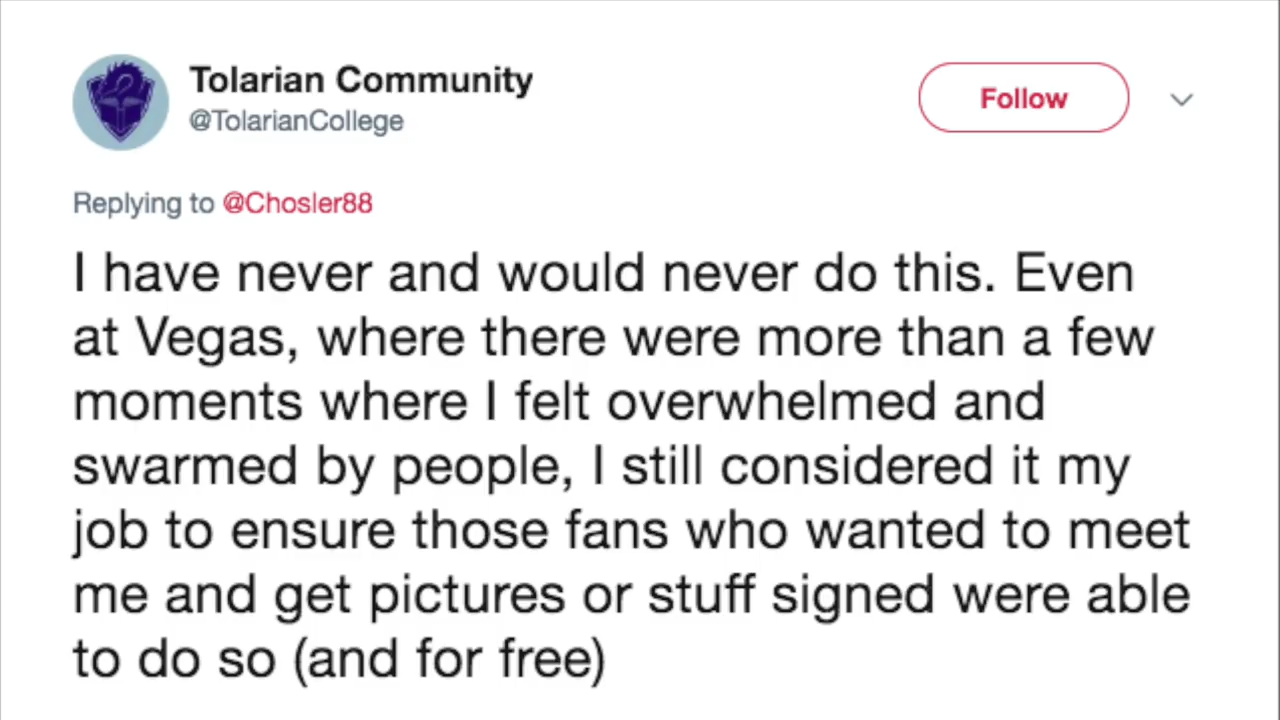 Tolarian Community
@TolarianCollege
Follow
Replying to @Chosler88
I have never and would never do this. Even
at Vegas, where there were more than a few
moments where I felt overwhelmed and
swarmed by people, I still considered it my
job to ensure those fans who wanted to meet
me and get pictures or stuff signed were able
to do so (and for free)